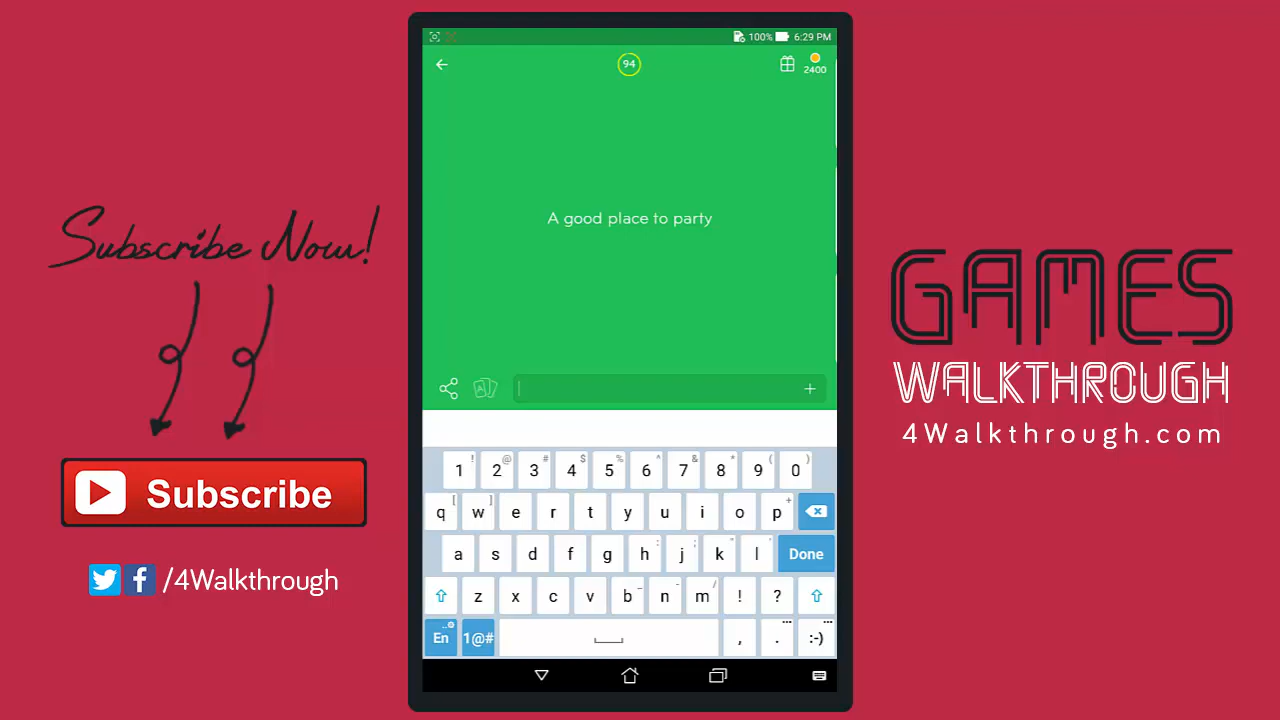 Subscribe Now!
Subscribe
/4Walkthrough
100% 6:29 PM
94
2400
A good place to party
A
+
! @ # $ % ^ & * ( )
1 2 3 4 5 6 7 8 9 0
[ ] +
q w e r t y u i o p
a s d f g h j k l Done
z x c v b n m ! ?
En 1@# , . :-)
GAMES
WALKTHROUGH
4Walkthrough.com